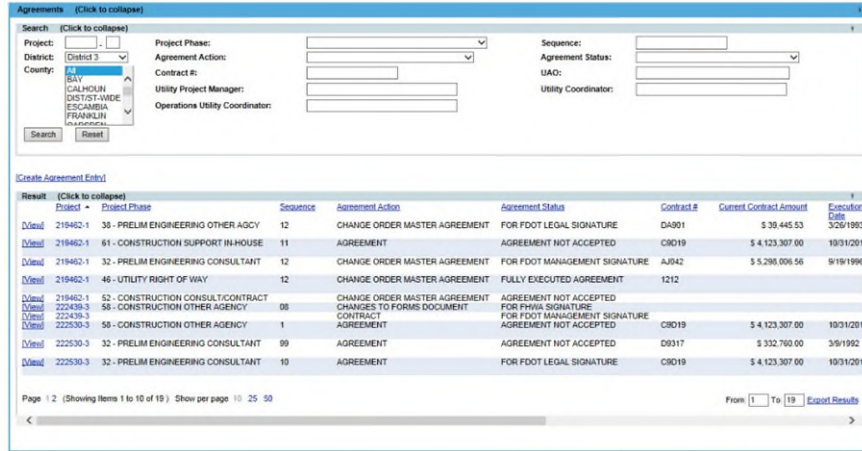 Agreements (Click to collapse)
Search (Click to collapse)
Project: - Project Phase: Sequence:
District: District 3 Agreement Action: Agreement Status:
County: All Contract #: UAO:
BAY
CALHOUN Utility Project Manager: Utility Coordinator:
DIST/ST-WIDE
ESCAMBIA Operations Utility Coordinator:
FRANKLIN
Search Reset
[Create Agreement Entry]
Result (Click to collapse)
Project Project Phase Sequence Agreement Action Agreement Status Contract # Current Contract Amount Execution Date
[View] 219462-1 38 - PRELIM ENGINEERING OTHER AGCY 12 CHANGE ORDER MASTER AGREEMENT FOR FDOT LEGAL SIGNATURE DA901 $ 39,445.53 3/26/1993
[View] 219462-1 61 - CONSTRUCTION SUPPORT IN-HOUSE 11 AGREEMENT AGREEMENT NOT ACCEPTED C9D19 $ 4,123,307.00 10/31/201
[View] 219462-1 32 - PRELIM ENGINEERING CONSULTANT 12 CHANGE ORDER MASTER AGREEMENT FOR FDOT MANAGEMENT SIGNATURE AJ942 $ 5,298,006.56 9/19/1996
[View] 219462-1 46 - UTILITY RIGHT OF WAY 12 CHANGE ORDER MASTER AGREEMENT FULLY EXECUTED AGREEMENT 1212
[View] 219462-1 52 - CONSTRUCTION CONSULT/CONTRACT CHANGE ORDER MASTER AGREEMENT AGREEMENT NOT ACCEPTED
[View] 222439-3 58 - CONSTRUCTION OTHER AGENCY 08 CHANGES TO FORMS DOCUMENT FOR FHWA SIGNATURE
[View] 222439-3 CONTRACT FOR FDOT MANAGEMENT SIGNATURE
[View] 222530-3 58 - CONSTRUCTION OTHER AGENCY 1 AGREEMENT AGREEMENT NOT ACCEPTED C9D19 $ 4,123,307.00 10/31/201
[View] 222530-3 32 - PRELIM ENGINEERING CONSULTANT 99 AGREEMENT AGREEMENT NOT ACCEPTED D9317 $ 332,760.00 3/9/1992
[View] 222530-3 32 - PRELIM ENGINEERING CONSULTANT 10 AGREEMENT FOR FDOT LEGAL SIGNATURE C9D19 $ 4,123,307.00 10/31/201
Page 1 2 (Showing Items 1 to 10 of 19 ) Show per page 10 25 50 From: 1 To: 19 Export Results